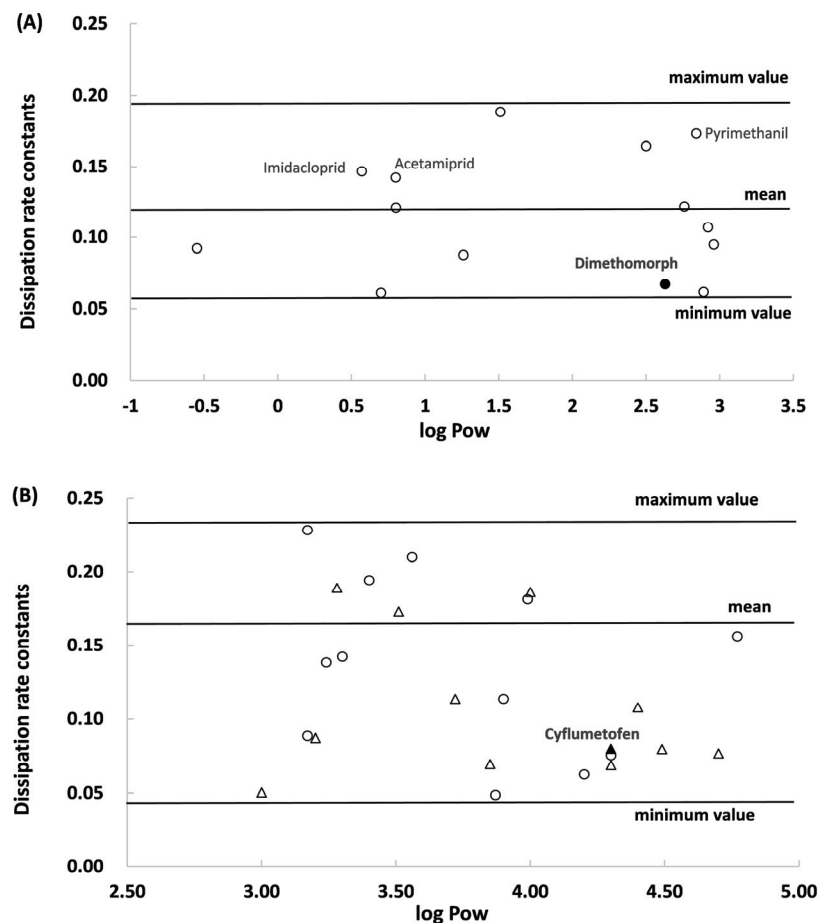 (A)
0.25
0.20
0.15
0.10
0.05
0.00
Dissipation rate constants
maximum value
Pyrimethanil
Imidacloprid
Acetamiprid
mean
Dimethomorph
minimum value
-1 -0.5 0 0.5 1 1.5 2 2.5 3 3.5
log Pow
(B)
0.25
0.20
0.15
0.10
0.05
0.00
Dissipation rate constants
maximum value
mean
Cyflumetofen
minimum value
2.50 3.00 3.50 4.00 4.50 5.00
log Pow